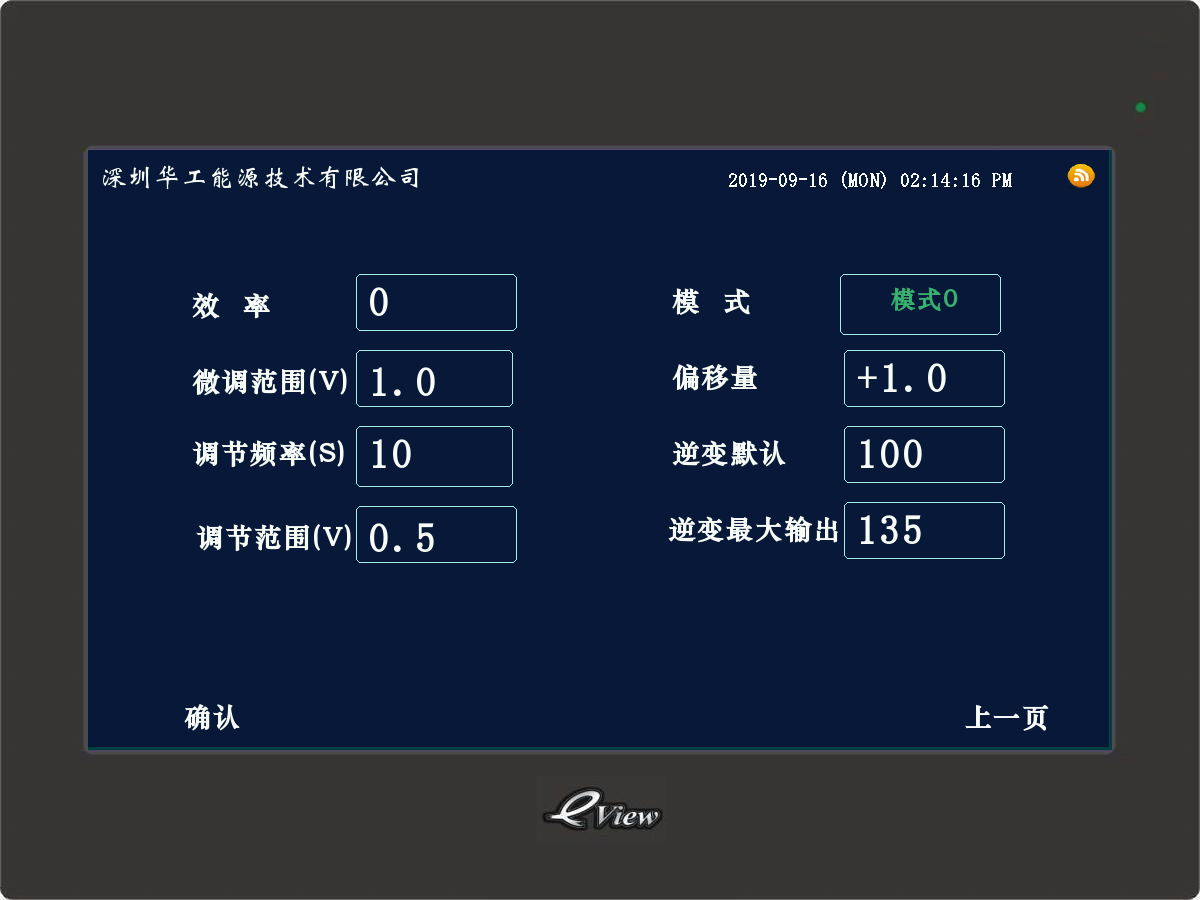 深圳华工能源技术有限公司 2019-09-16 (MON) 02:14:16 PM
效 率 0 模 式 模式0
微调范围(V) 1.0 偏移量 +1.0
调节频率(S) 10 逆变默认 100
调节范围(V) 0.5 逆变最大输出 135
确认 上一页
eView